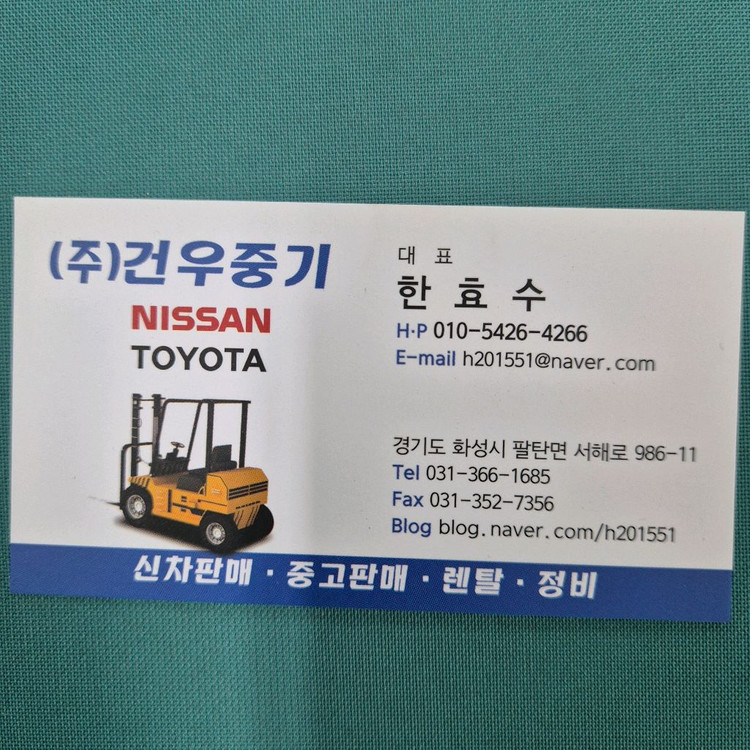 (주)건우중기
NISSAN
TOYOTA
대 표
한 효 수
H·P 010-5426-4266
E-mail h201551@naver.com
경기도 화성시 팔탄면 서해로 986-11
Tel 031-366-1685
Fax 031-352-7356
Blog blog.naver.com/h201551
신차판매 · 중고판매 · 렌탈 · 정비